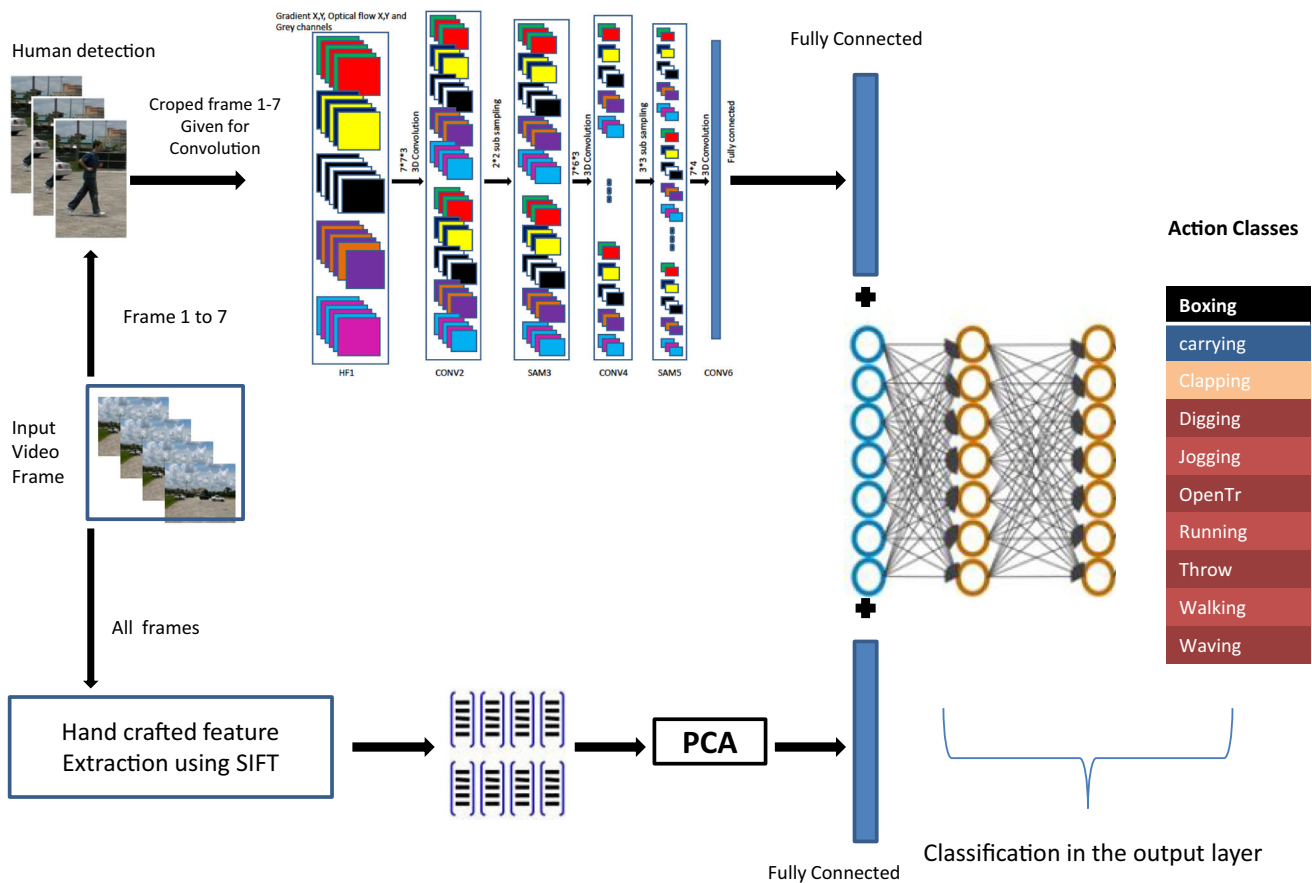 Gradient X,Y, Optical flow X,Y and
Grey channels
Human detection
Croped frame 1-7
Given for
Convolution
7*7*3
3D Convolution
2*2 sub sampling
7*6*3
3D Convolution
3*3 sub sampling
7*4
3D Convolution
Fully connected
HF1
CONV2
SAM3
CONV4
SAM5
CONV6
Fully Connected
Frame 1 to 7
Input
Video
Frame
All frames
Hand crafted feature
Extraction using SIFT
PCA
Fully Connected
Action Classes
Boxing
carrying
Clapping
Digging
Jogging
OpenTr
Running
Throw
Walking
Waving
Classification in the output layer